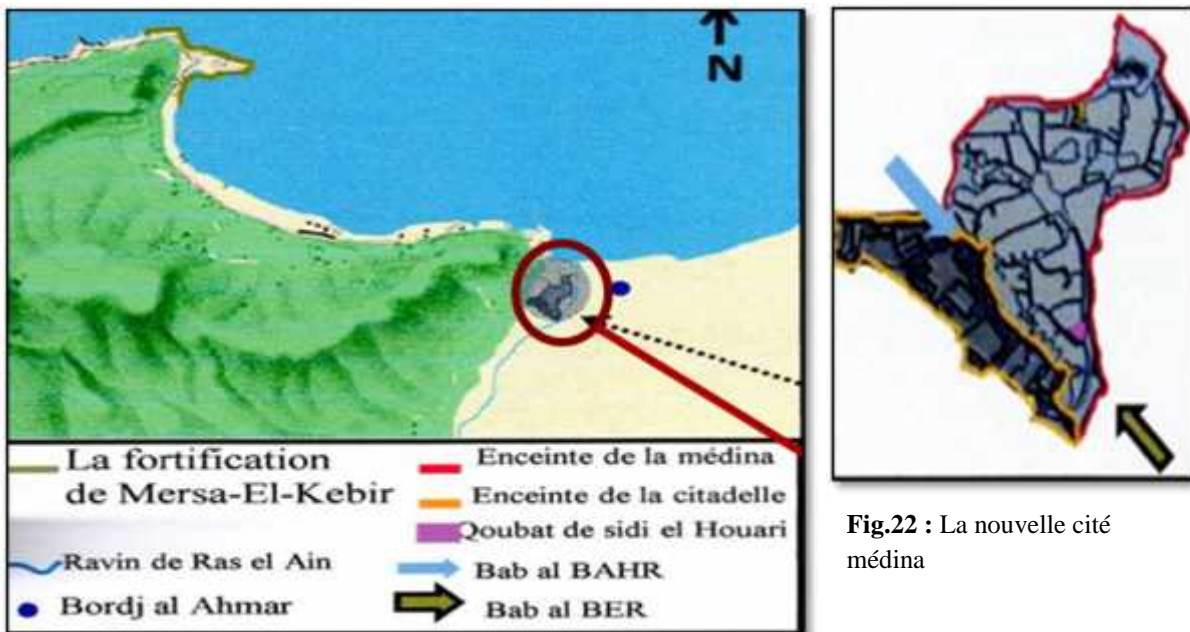 N
La fortification
de Mersa-El-Kebir
Ravin de Ras el Ain
Bordj al Ahmar
Enceinte de la médina
Enceinte de la citadelle
Qoubat de sidi el Houari
Bab al BAHR
Bab al BER
Fig.22 : La nouvelle cité
médina